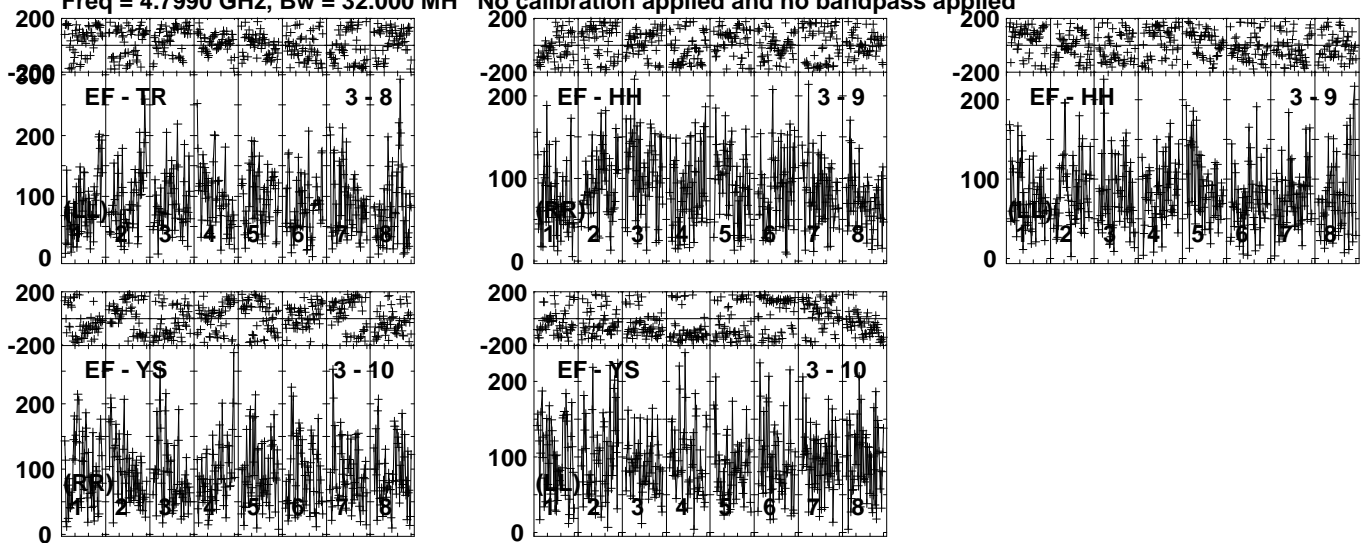 Freq = 4.7990 GHz, Bw = 32.000 MH No calibration applied and no bandpass applied
200
-200
300
EF - TR 3 - 8
200
100
(LL)
1 2 3 4 5 6 7 8
0
200
-200
EF - HH 3 - 9
200
100
(RR)
1 2 3 4 5 6 7 8
0
200
-200
EF - HH 3 - 9
200
100
(LL)
1 2 3 4 5 6 7 8
0
200
-200
EF - YS 3 - 10
200
100
(RR)
1 2 3 4 5 6 7 8
0
200
-200
EF - YS 3 - 10
200
100
(LL)
1 2 3 4 5 6 7 8
0